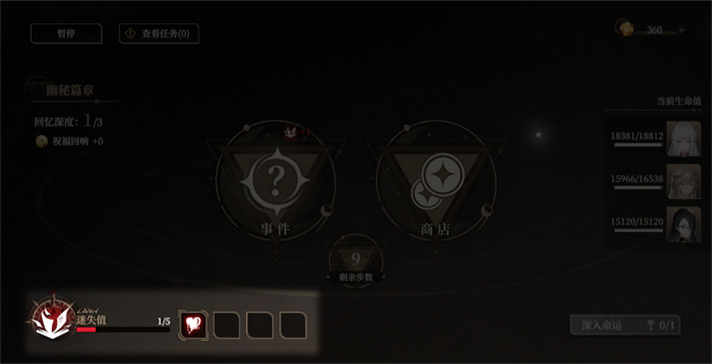 暂停
查看任务(0)
360
幽秘篇章
回忆深度：1/3
祝福回响 +0
当前生命值
18381/18812
15966/16538
15120/15120
?
事件
商店
9
剩余步数
迷失值
1/5
深入命运
0/1